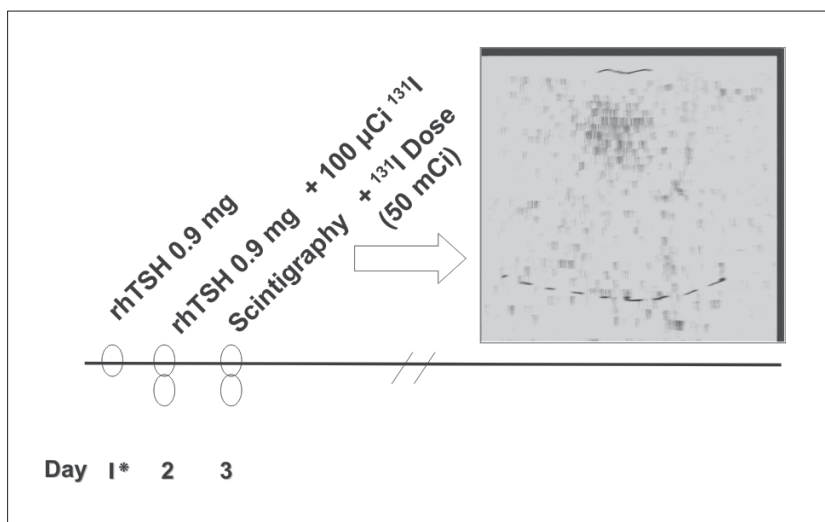 rhTSH 0.9 mg
rhTSH 0.9 mg + 100 µCi ¹³¹I
Scintigraphy + ¹³¹I Dose
(50 mCi)
Day I* 2 3